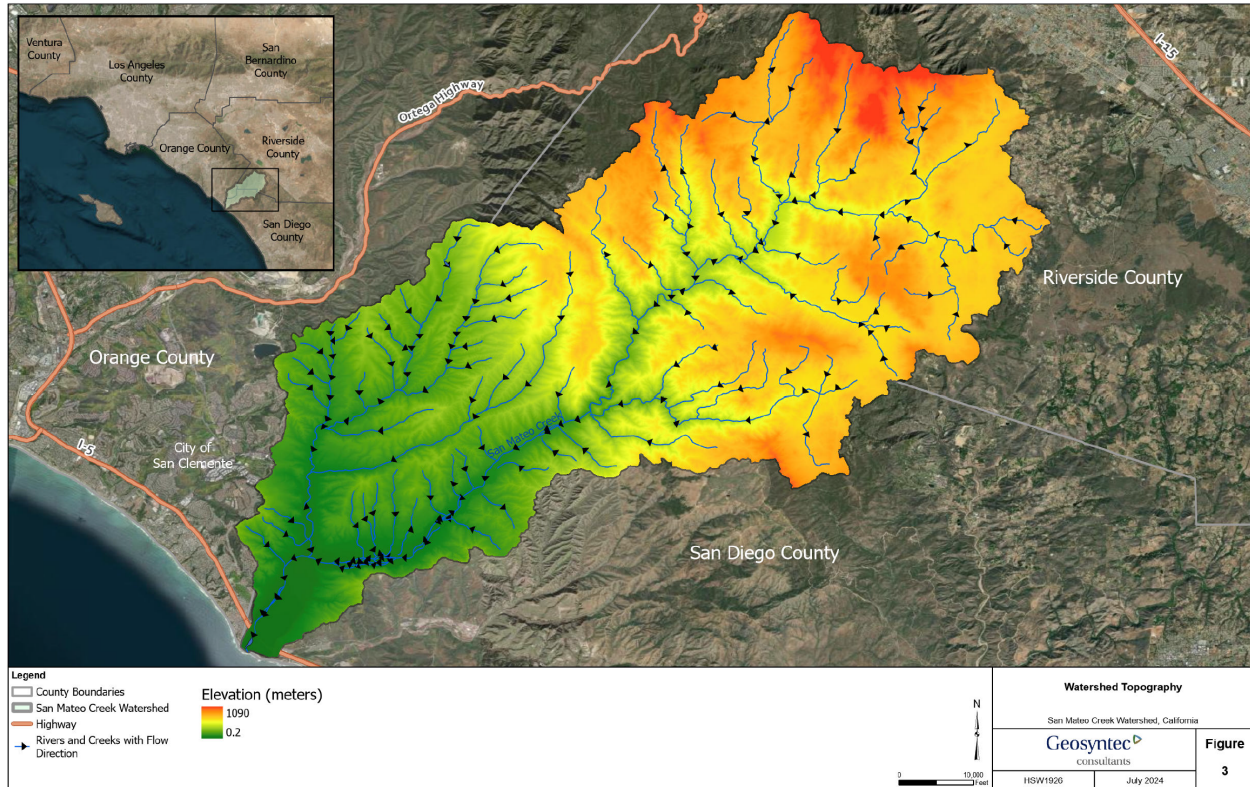 Ventura
County
Los Angeles
County
San
Bernardino
County
Orange County
Riverside
County
San Diego
County
Ortega Highway
I-15
Riverside County
Orange County
I-5
City of
San Clemente
San Mateo Creek
San Diego County
Legend
County Boundaries
San Mateo Creek Watershed
Highway
Rivers and Creeks with Flow
Direction
Elevation (meters)
1090
0.2
N
0 10,000
Feet
Watershed Topography
San Mateo Creek Watershed, California
Geosyntec
consultants
HSW1926
July 2024
Figure
3